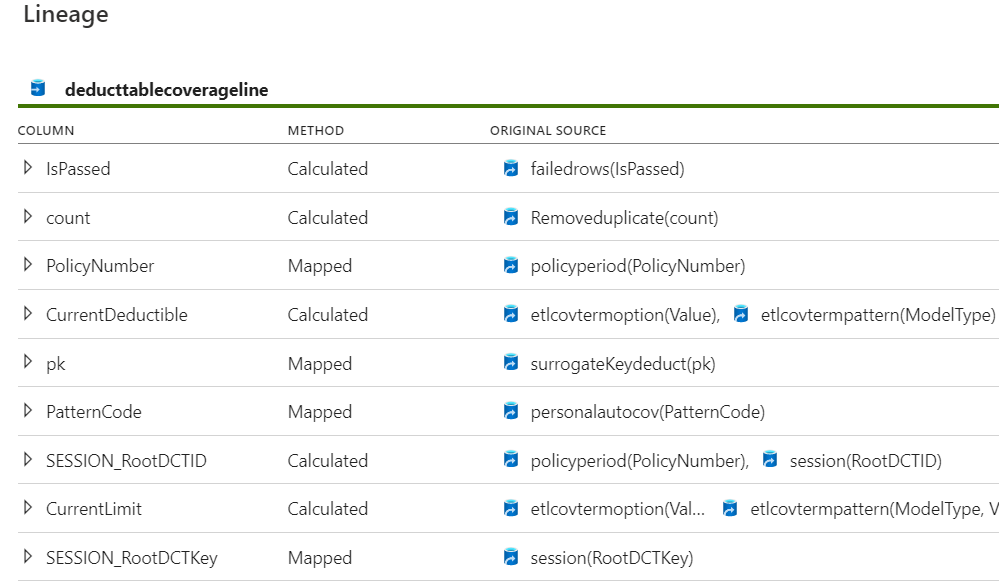 Lineage
deducttablecoverageline
COLUMN METHOD ORIGINAL SOURCE
IsPassed Calculated failedrows(IsPassed)
count Calculated Removeduplicate(count)
PolicyNumber Mapped policyperiod(PolicyNumber)
CurrentDeductible Calculated etlcovtermoption(Value), etlcovtermpattern(ModelType)
pk Mapped surrogateKeydeduct(pk)
PatternCode Mapped personalautocov(PatternCode)
SESSION_RootDCTID Calculated policyperiod(PolicyNumber), session(RootDCTID)
CurrentLimit Calculated etlcovtermoption(Val... etlcovtermpattern(ModelType, V
SESSION_RootDCTKey Mapped session(RootDCTKey)